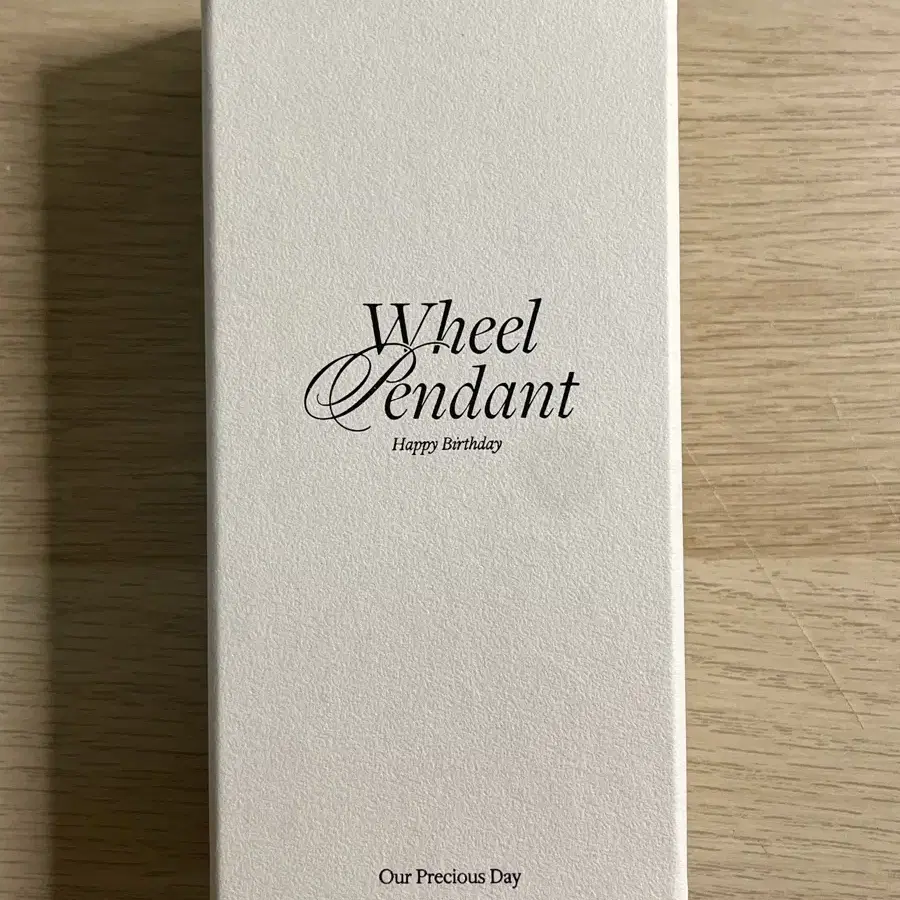 Wheel
Pendant
Happy Birthday
Our Precious Day